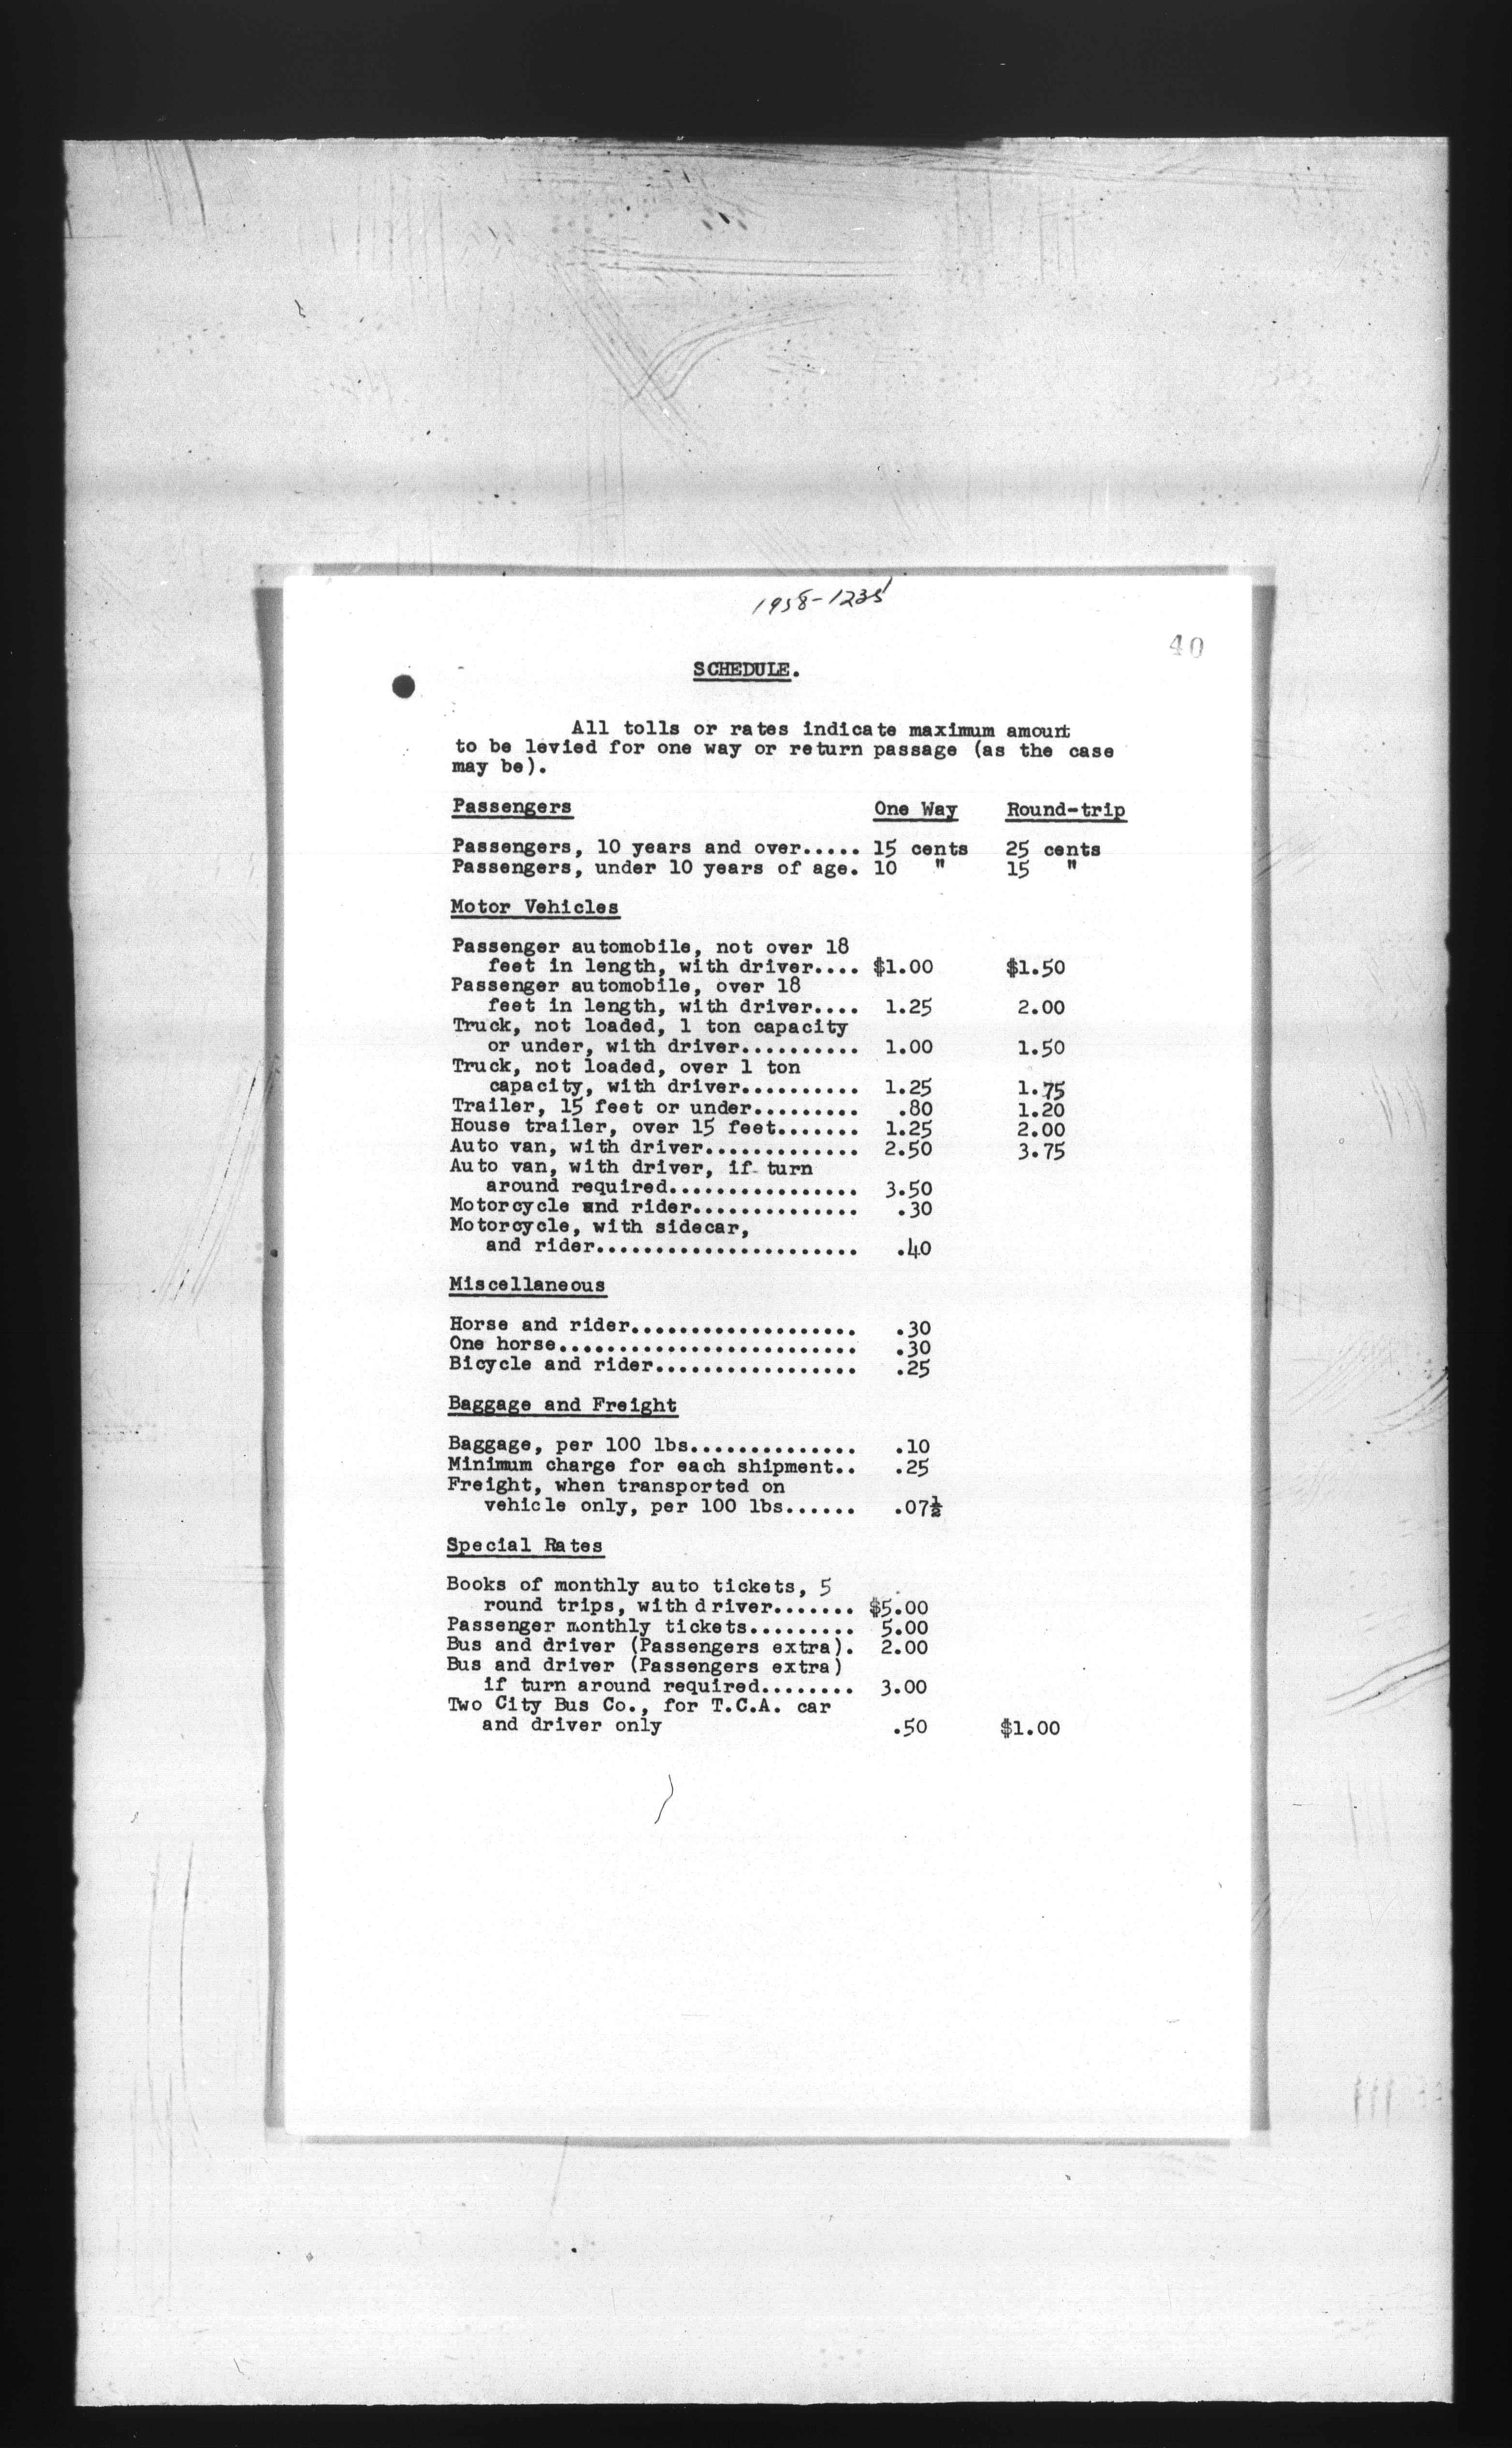 1958-1235
40
SCHEDULE.
All tolls or rates indicate maximum amount
to be levied for one way or return passage (as the case
may be).
Passengers One Way Round-trip
Passengers, 10 years and over..... 15 cents 25 cents
Passengers, under 10 years of age. 10 " 15 "
Motor Vehicles
Passenger automobile, not over 18
feet in length, with driver.... $1.00 $1.50
Passenger automobile, over 18
feet in length, with driver.... 1.25 2.00
Truck, not loaded, 1 ton capacity
or under, with driver.......... 1.00 1.50
Truck, not loaded, over 1 ton
capacity, with driver.......... 1.25 1.75
Trailer, 15 feet or under......... .80 1.20
House trailer, over 15 feet....... 1.25 2.00
Auto van, with driver............. 2.50 3.75
Auto van, with driver, if turn
around required................ 3.50
Motorcycle and rider.............. .30
Motorcycle, with sidecar,
and rider...................... .40
Miscellaneous
Horse and rider................... .30
One horse......................... .30
Bicycle and rider................. .25
Baggage and Freight
Baggage, per 100 lbs.............. .10
Minimum charge for each shipment.. .25
Freight, when transported on
vehicle only, per 100 lbs...... .07½
Special Rates
Books of monthly auto tickets, 5
round trips, with driver....... $5.00
Passenger monthly tickets......... 5.00
Bus and driver (Passengers extra). 2.00
Bus and driver (Passengers extra)
if turn around required........ 3.00
Two City Bus Co., for T.C.A. car
and driver only .50 $1.00